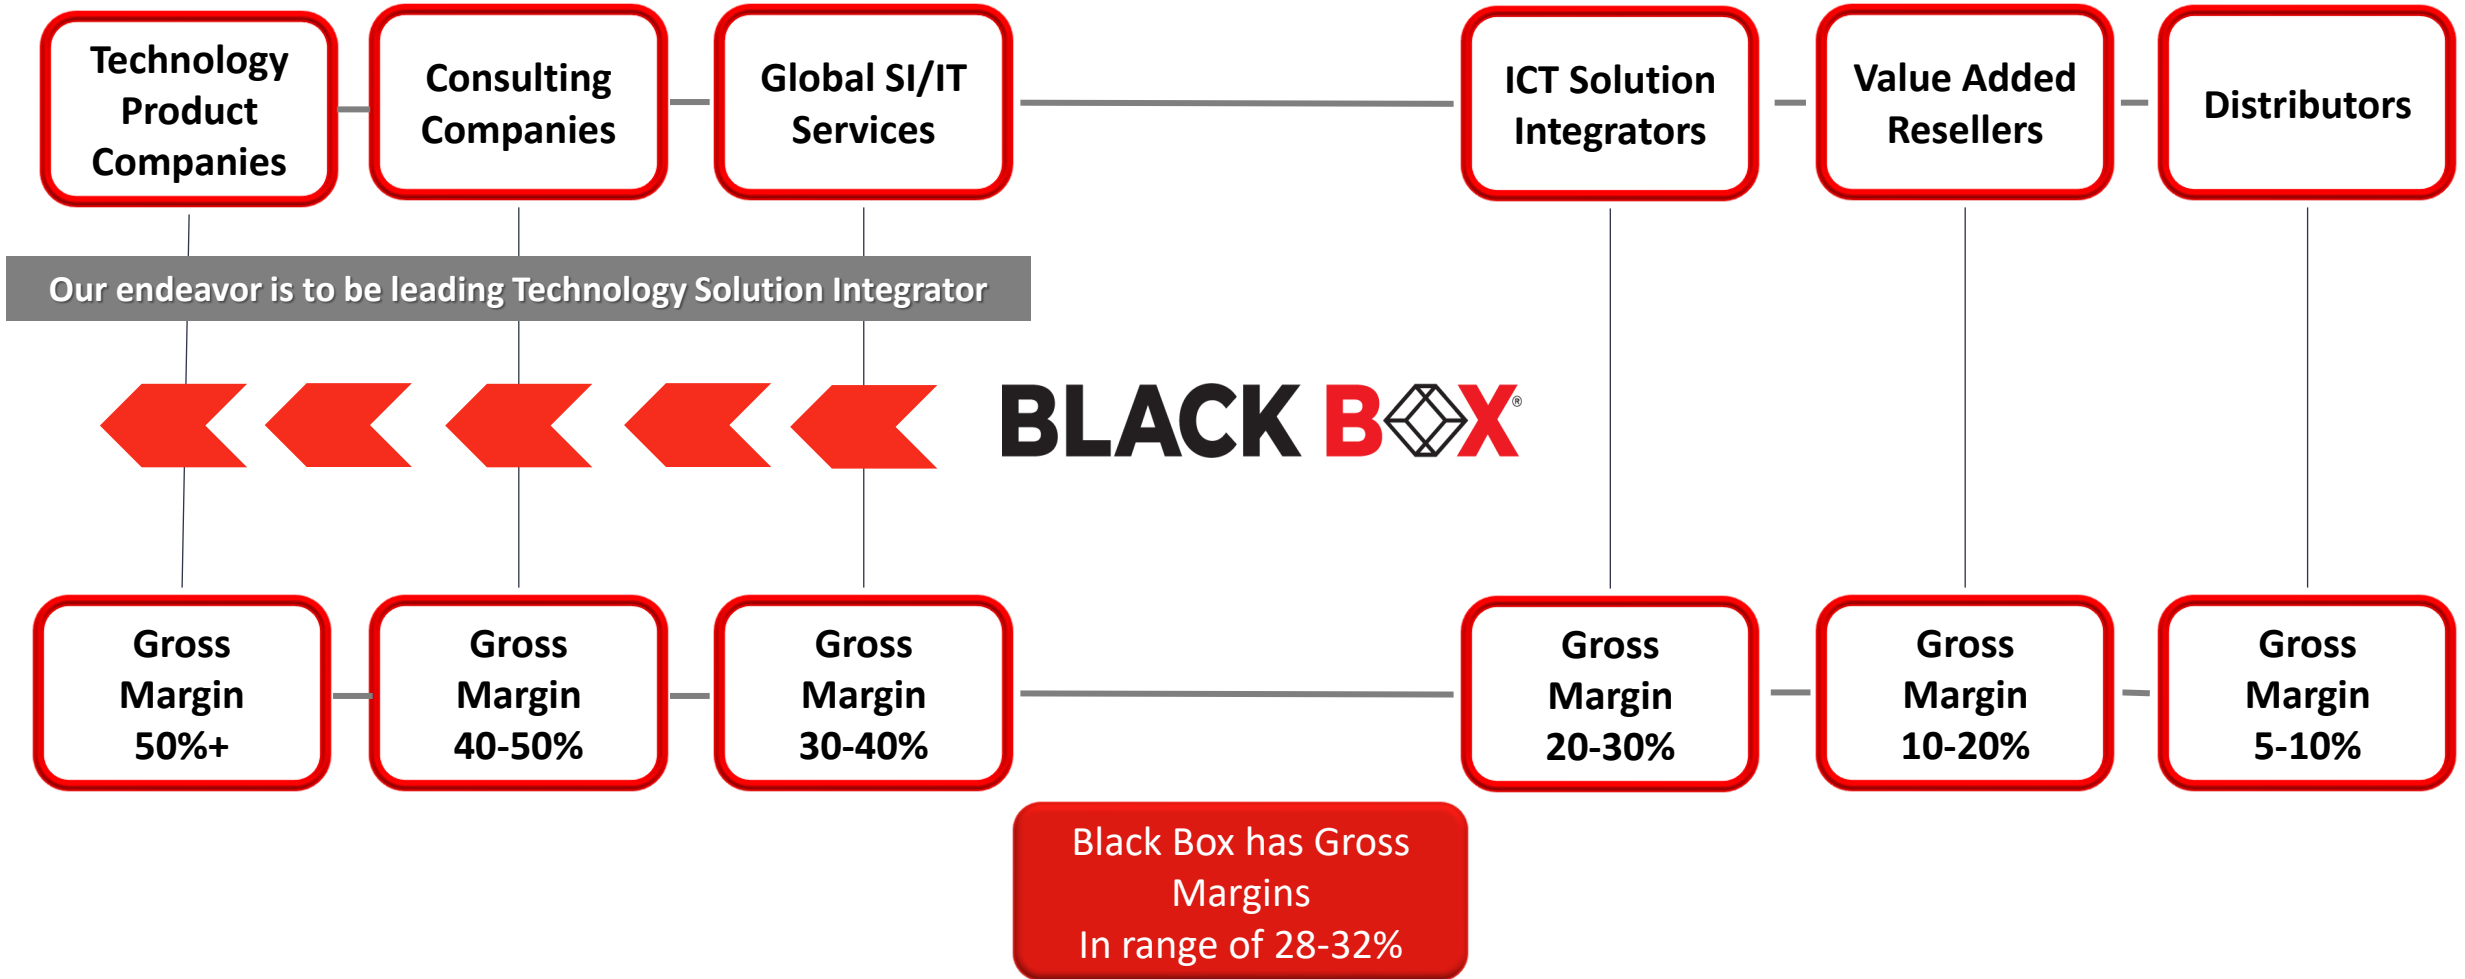 Technology
Product
Companies
Consulting
Companies
Global SI/IT
Services
ICT Solution
Integrators
Value Added
Resellers
Distributors
Our endeavor is to be leading Technology Solution Integrator
BLACK BOX®
Gross
Margin
50%+
Gross
Margin
40-50%
Gross
Margin
30-40%
Gross
Margin
20-30%
Gross
Margin
10-20%
Gross
Margin
5-10%
Black Box has Gross
Margins
In range of 28-32%